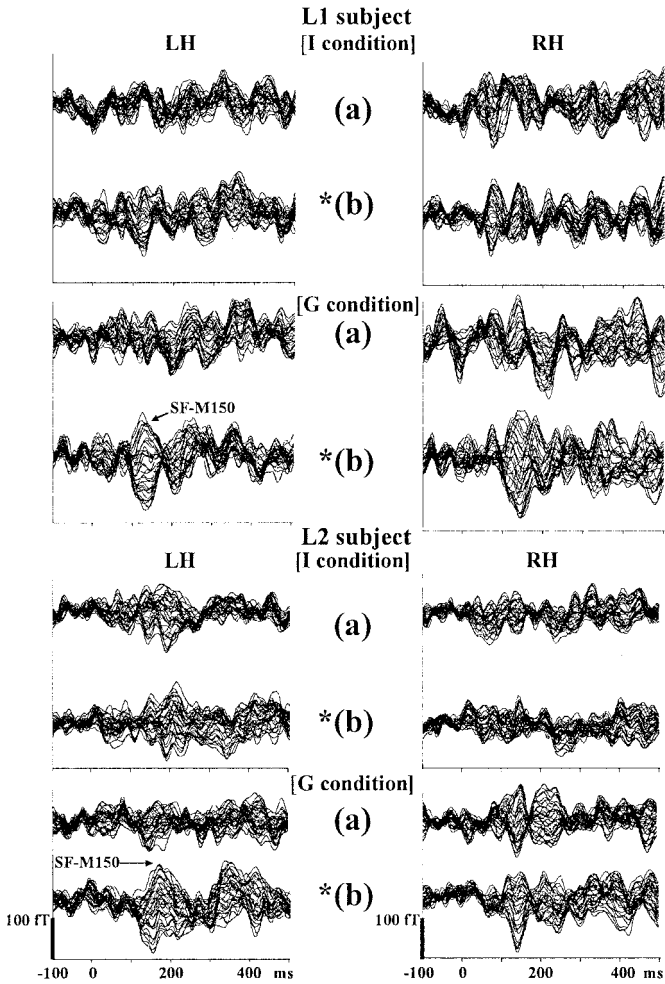 L1 subject
LH [I condition] RH
(a)
*(b)
[G condition]
(a)
SF-M150
*(b)
L2 subject
LH [I condition] RH
(a)
*(b)
[G condition]
(a)
SF-M150
*(b)
100 fT 100 fT
-100 0 200 ms -100 0 200 400 ms